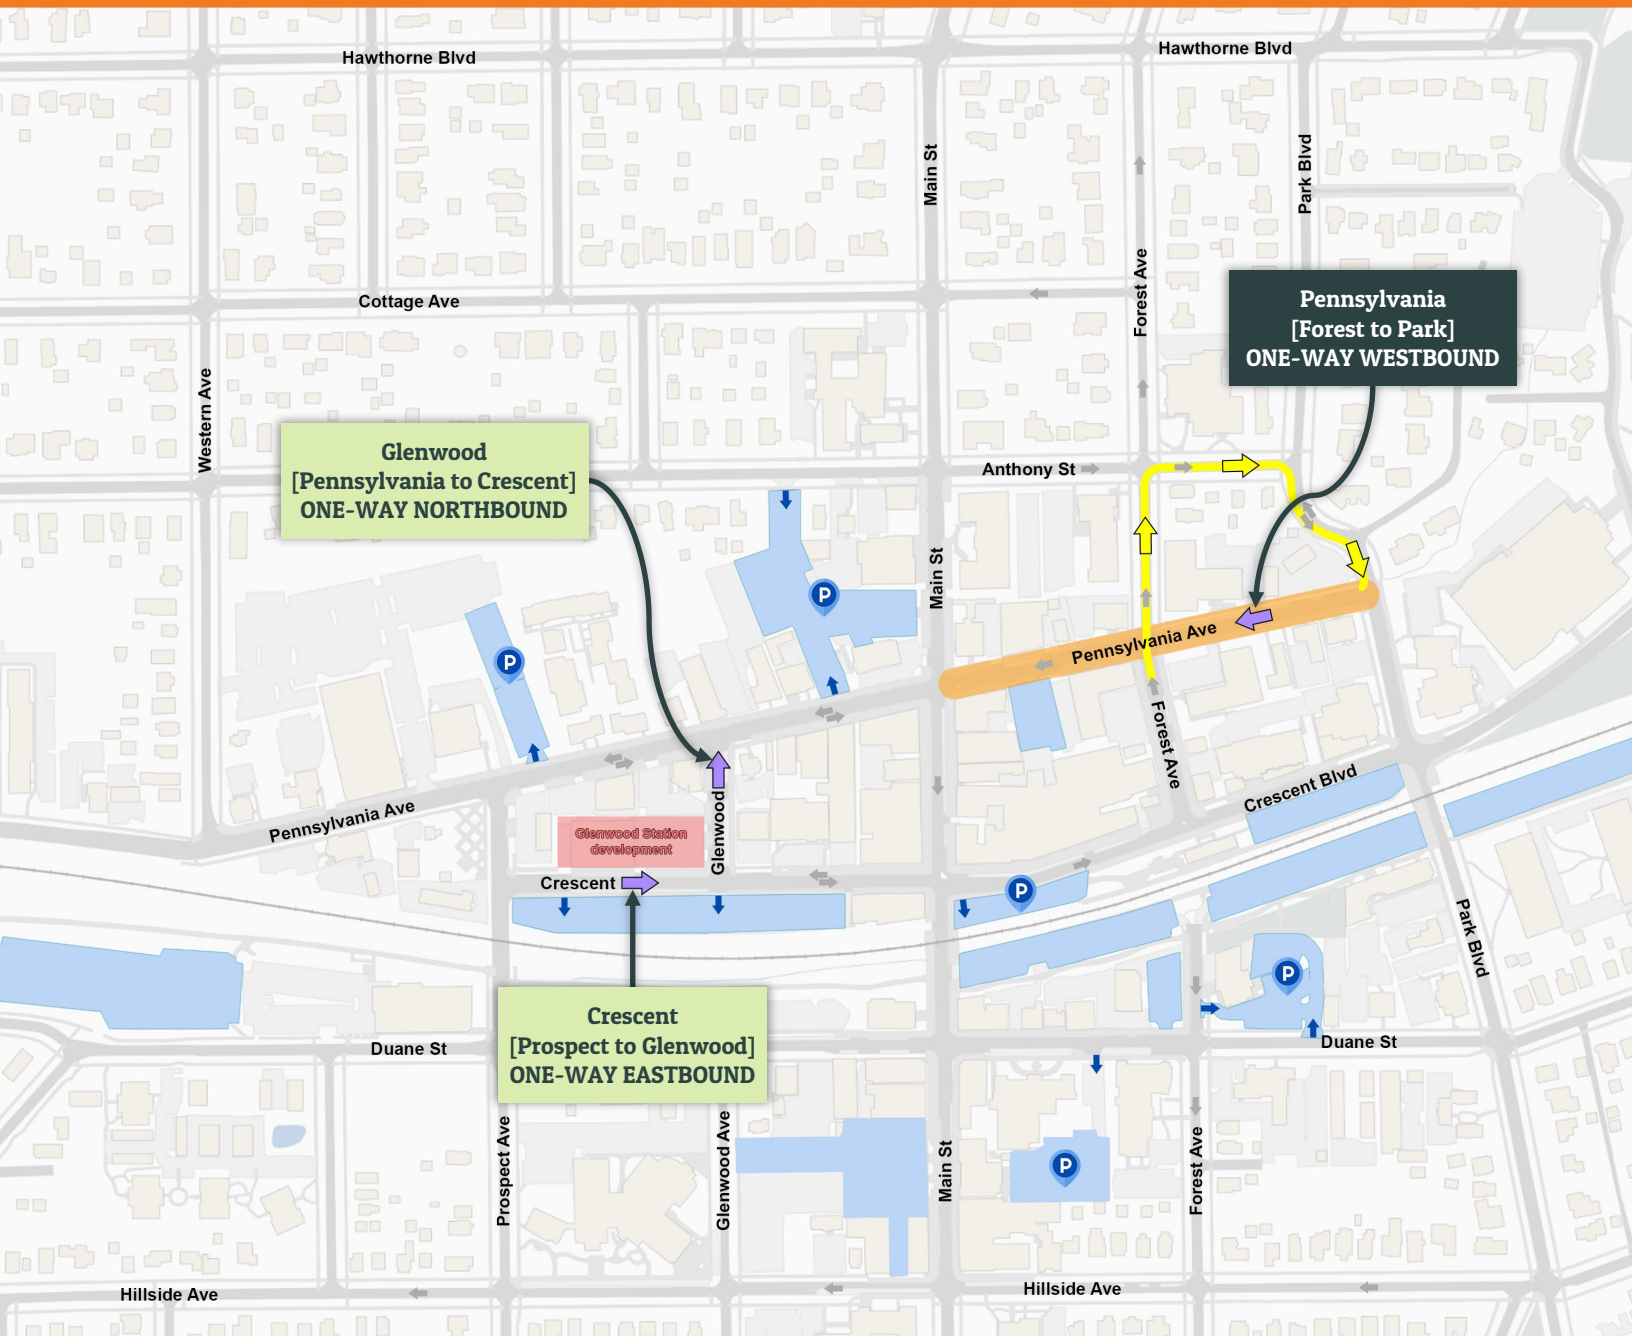 Hawthorne Blvd
Hawthorne Blvd
Main St
Park Blvd
Forest Ave
Cottage Ave
Pennsylvania
[Forest to Park]
ONE-WAY WESTBOUND
Western Ave
Glenwood
[Pennsylvania to Crescent]
ONE-WAY NORTHBOUND
Anthony St
Main St
P
P
Pennsylvania Ave
Forest Ave
Pennsylvania Ave
Crescent Blvd
Glenwood
Glenwood Station
development
Crescent
P
Park Blvd
P
Crescent
[Prospect to Glenwood]
ONE-WAY EASTBOUND
Duane St
Duane St
Prospect Ave
Glenwood Ave
Main St
P
Forest Ave
Hillside Ave
Hillside Ave